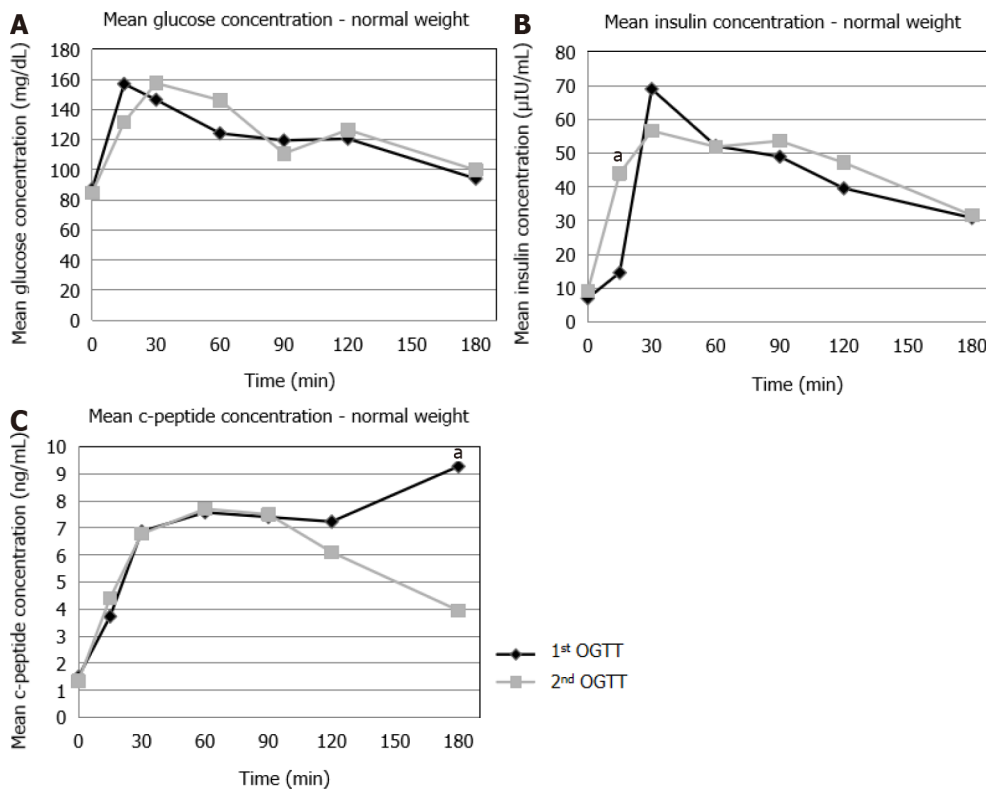 A
Mean glucose concentration - normal weight
Mean glucose concentration (mg/dL)
180
160
140
120
100
80
60
40
20
0
0 30 60 90 120 150 180
Time (min)
B
Mean insulin concentration - normal weight
Mean insulin concentration (µIU/mL)
80
70
60
50
40
30
20
10
0
a
0 30 60 90 120 150 180
Time (min)
C
Mean c-peptide concentration - normal weight
Mean c-peptide concentration (ng/mL)
10
9
8
7
6
5
4
3
2
1
0
a
0 30 60 90 120 150 180
Time (min)
1st OGTT
2nd OGTT